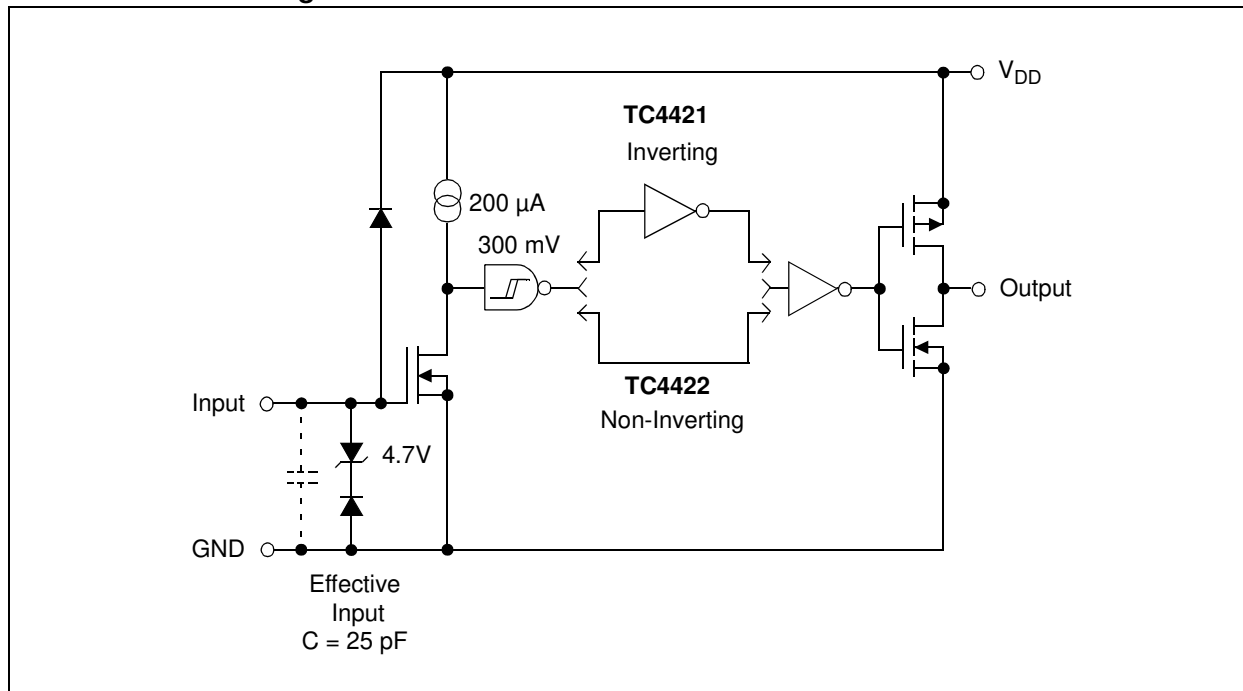 V_DD
TC4421
Inverting
200 µA
300 mV
Output
TC4422
Non-Inverting
Input
4.7V
GND
Effective
Input
C = 25 pF